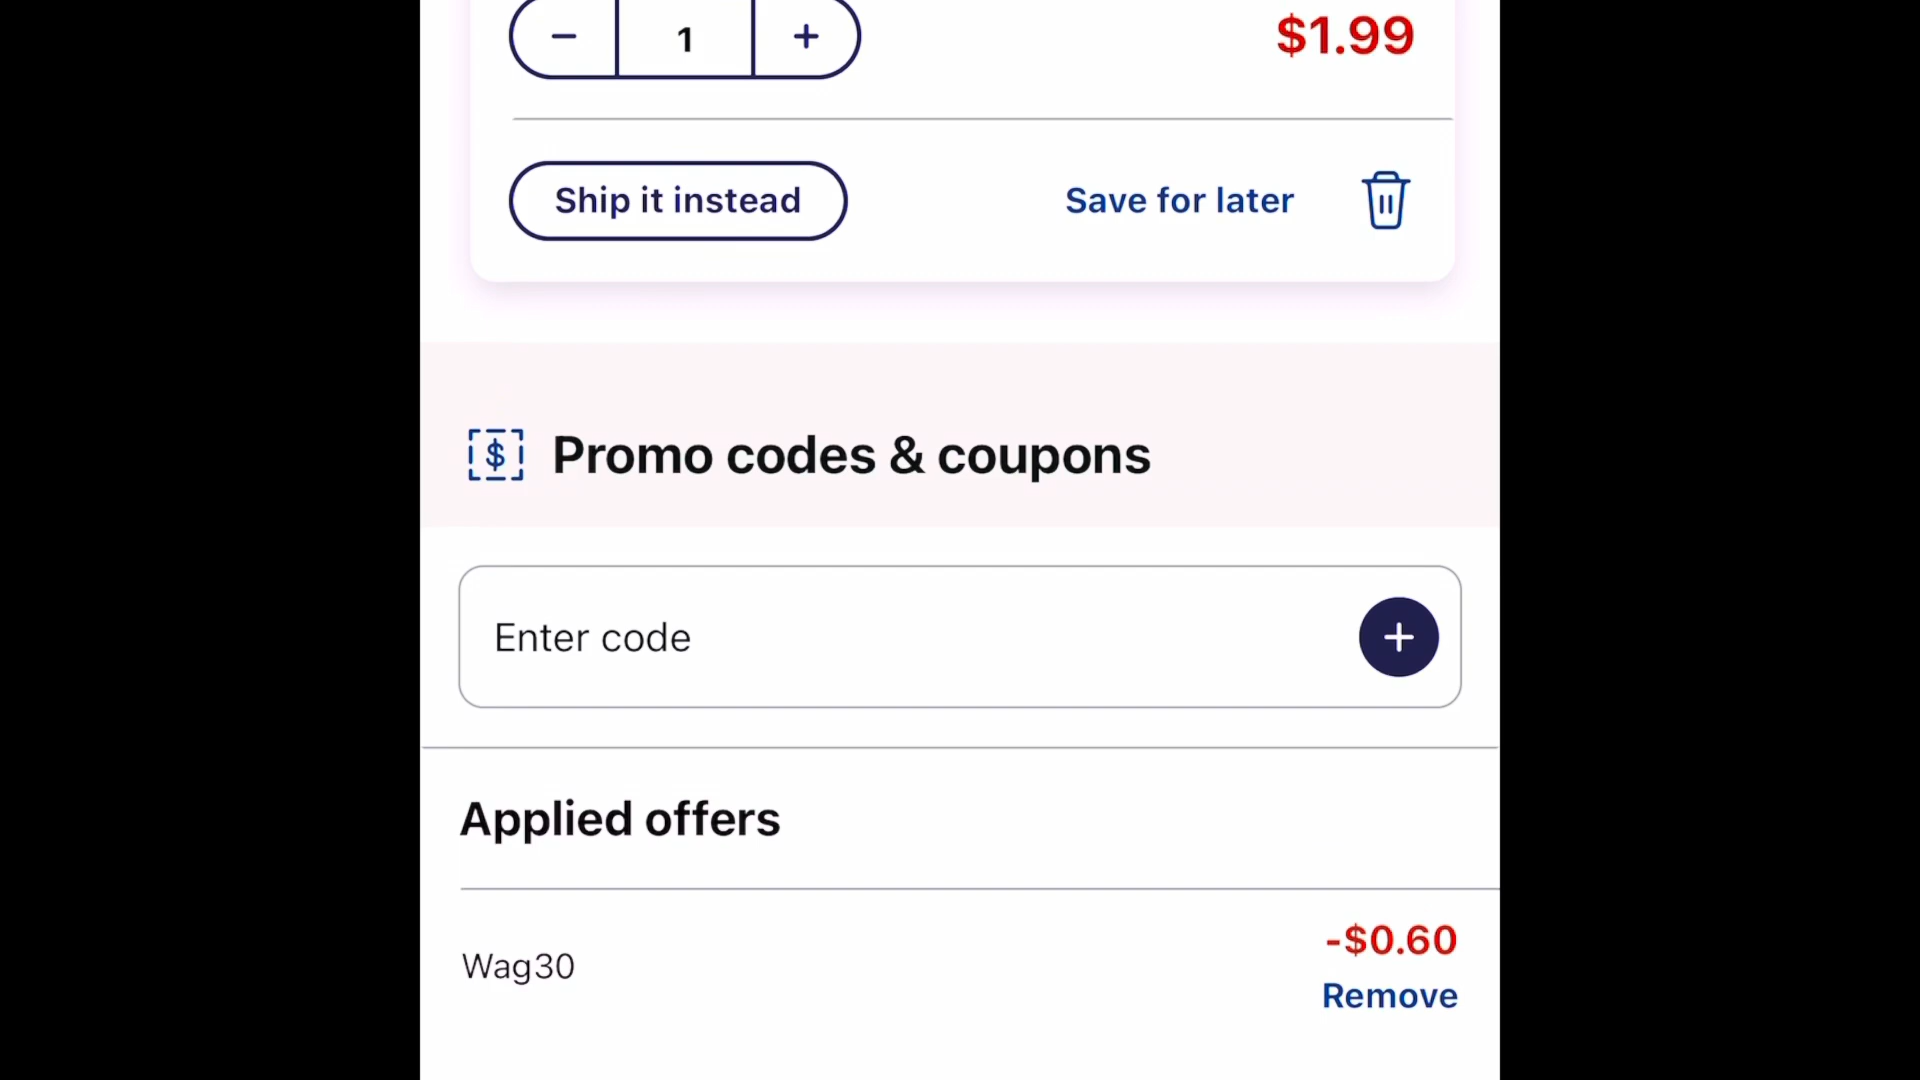 1
$1.99
Ship it instead
Save for later
$ Promo codes & coupons
Enter code
Applied offers
Wag30
-$0.60
Remove